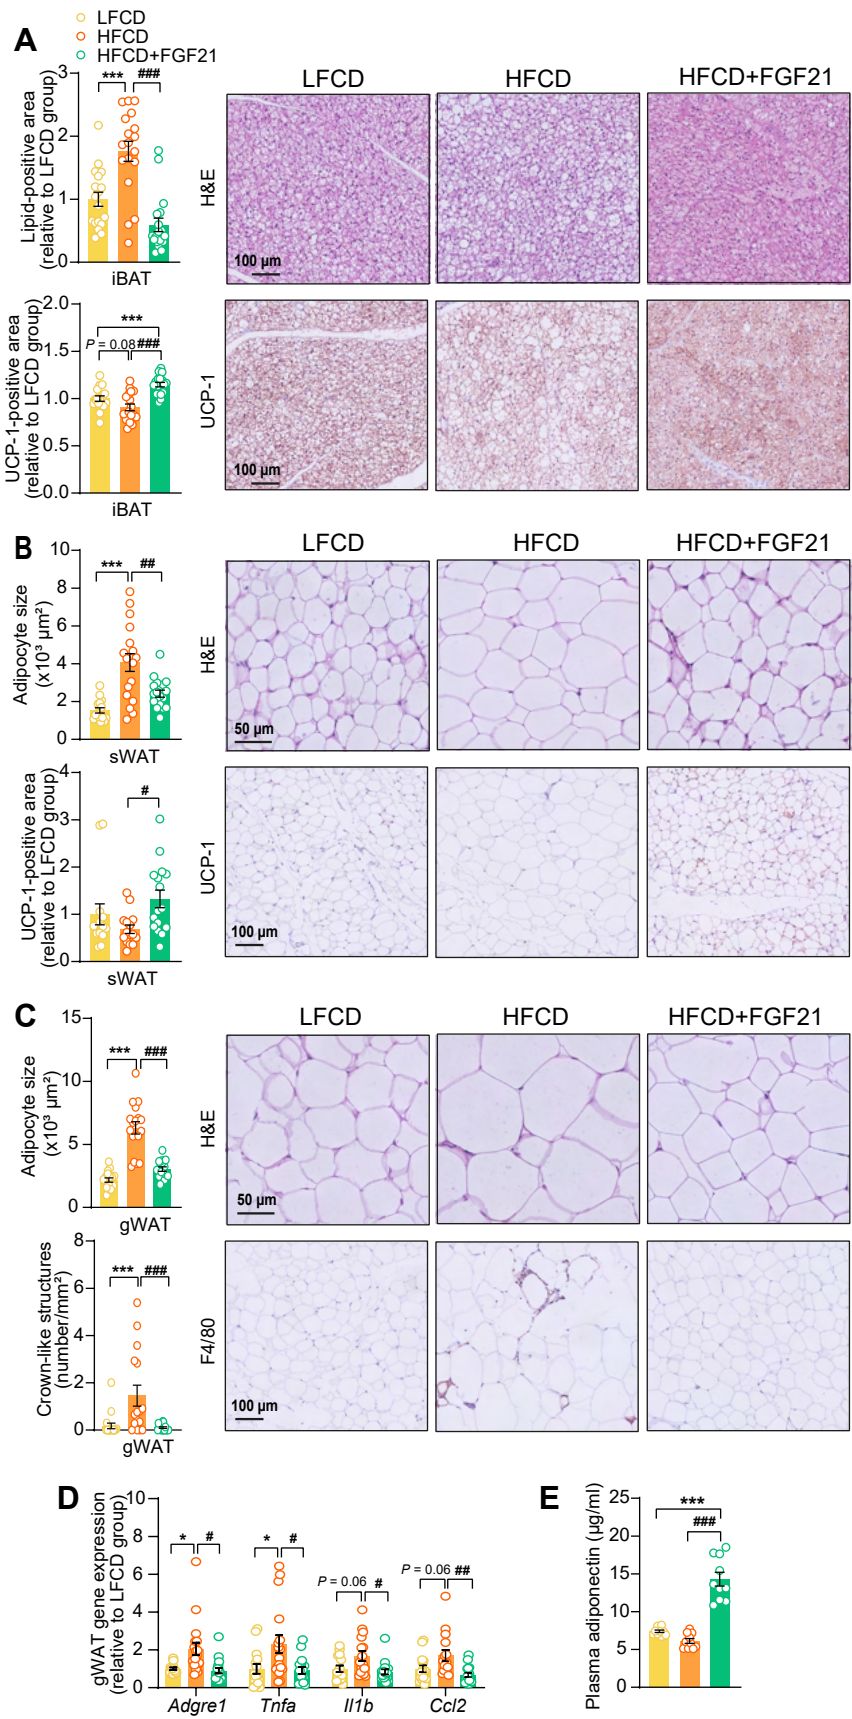 LFCD
HFCD
HFCD+FGF21
A
Lipid-positive area
(relative to LFCD group)
3
2
1
0
***
###
iBAT
LFCD
HFCD
HFCD+FGF21
H&E
100 µm
UCP-1-positive area
(relative to LFCD group)
2.0
1.5
1.0
0.5
0.0
***
P = 0.08
###
iBAT
UCP-1
100 µm
B
Adipocyte size
(x10³ µm²)
10
8
6
4
2
0
***
##
sWAT
LFCD
HFCD
HFCD+FGF21
H&E
50 µm
UCP-1-positive area
(relative to LFCD group)
4
3
2
1
0
#
sWAT
UCP-1
100 µm
C
Adipocyte size
(x10³ µm²)
15
10
5
0
***
###
gWAT
LFCD
HFCD
HFCD+FGF21
H&E
50 µm
Crown-like structures
(number/mm²)
8
6
4
2
0
***
###
gWAT
F4/80
100 µm
D
gWAT gene expression
(relative to LFCD group)
10
8
6
4
2
0
*
#
*
#
P = 0.06
#
P = 0.06
##
Adgre1
Tnfa
Il1b
Ccl2
E
Plasma adiponectin (µg/ml)
25
20
15
10
5
0
***
###